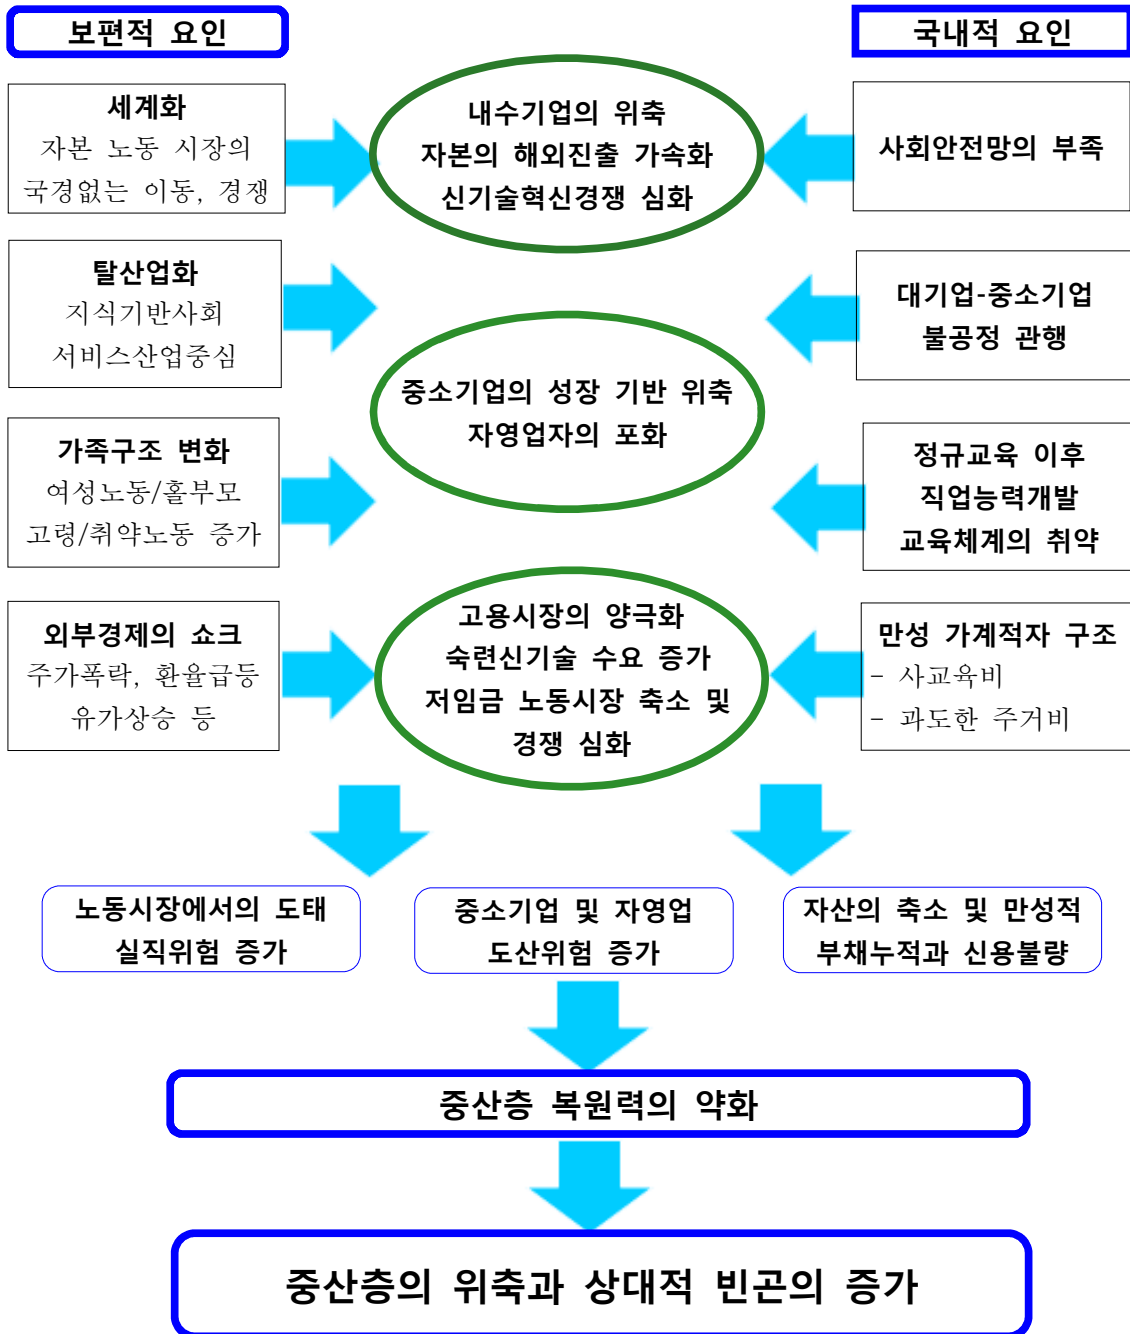 보편적 요인
국내적 요인
세계화
자본 노동 시장의
국경없는 이동, 경쟁
내수기업의 위축
자본의 해외진출 가속화
신기술혁신경쟁 심화
사회안전망의 부족
탈산업화
지식기반사회
서비스산업중심
대기업-중소기업
불공정 관행
중소기업의 성장 기반 위축
자영업자의 포화
가족구조 변화
여성노동/홀부모
고령/취약노동 증가
정규교육 이후
직업능력개발
교육체계의 취약
외부경제의 쇼크
주가폭락, 환율급등
유가상승 등
고용시장의 양극화
숙련신기술 수요 증가
저임금 노동시장 축소 및
경쟁 심화
만성 가계적자 구조
- 사교육비
- 과도한 주거비
노동시장에서의 도태
실직위험 증가
중소기업 및 자영업
도산위험 증가
자산의 축소 및 만성적
부채누적과 신용불량
중산층 복원력의 약화
중산층의 위축과 상대적 빈곤의 증가